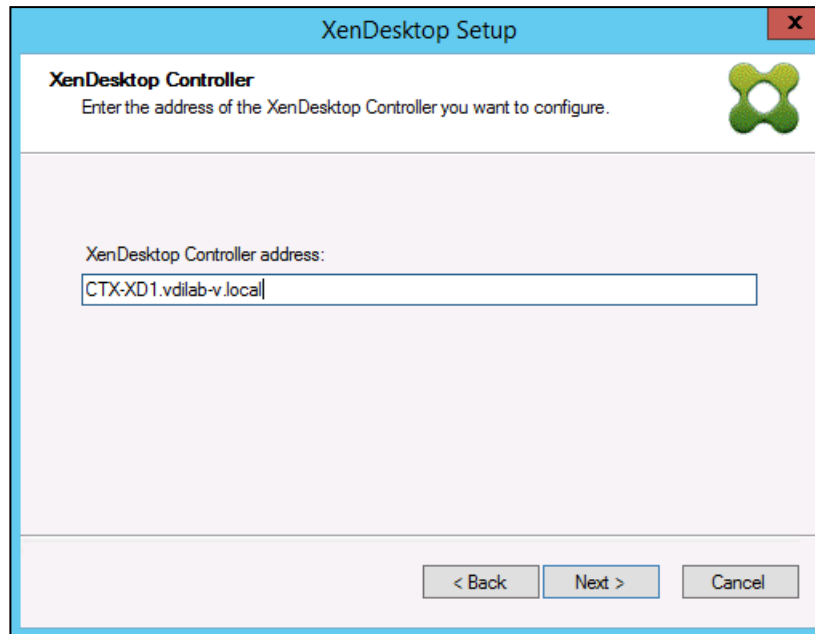 XenDesktop Setup
x
XenDesktop Controller
Enter the address of the XenDesktop Controller you want to configure.
XenDesktop Controller address:
CTX-XD1.vdilab-v.local
< Back Next > Cancel